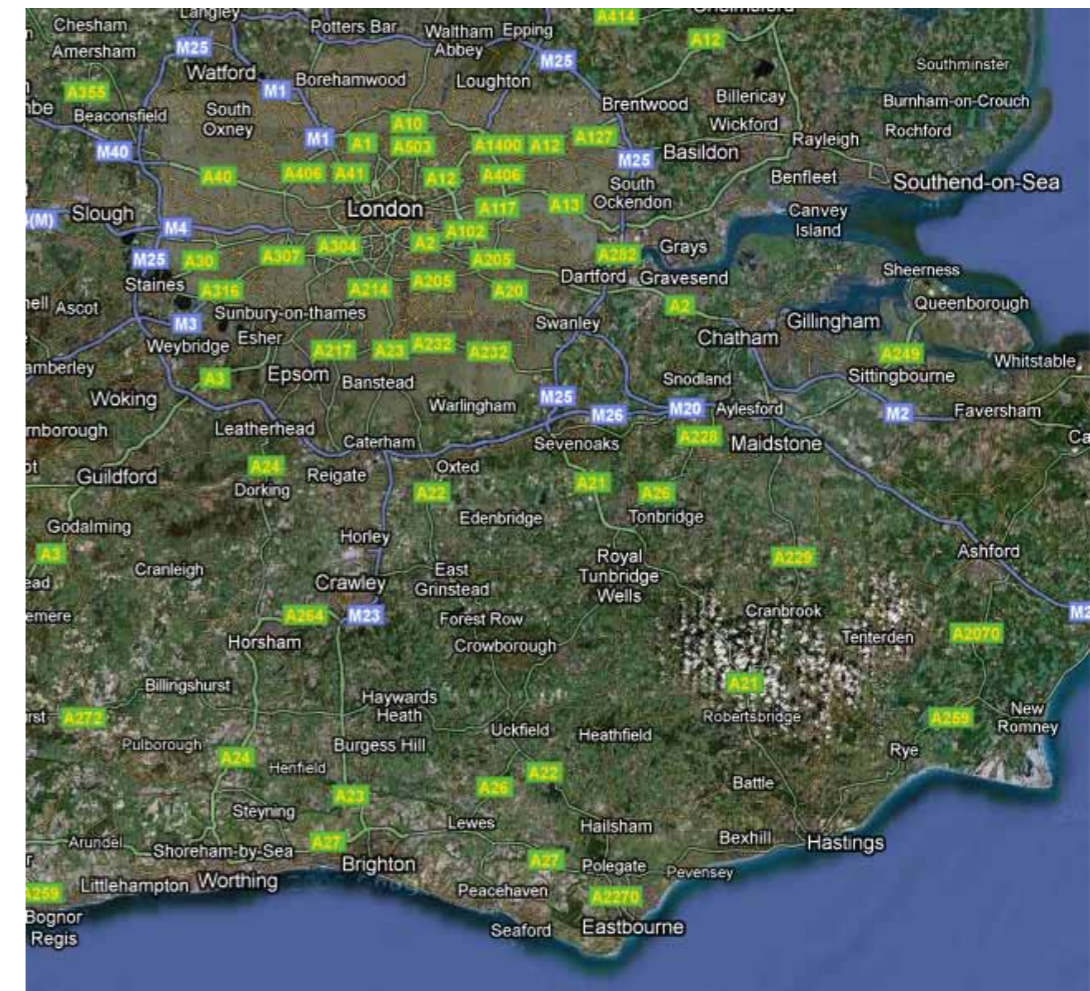 Langley
Chelmsford
A414
Chesham
Potters Bar
Waltham
Abbey
Epping
A12
Amersham
M25
M25
Southminster
Watford
Borehamwood
Loughton
A355
M1
Brentwood
Billericay
Burnham-on-Crouch
Beaconsfield
South
Oxney
Wickford
Rochford
A10
M1
A1
A503
A1400
A12
A127
Rayleigh
M40
M25
Basildon
A40
A406
A41
A12
A406
South
Ockendon
Benfleet
Southend-on-Sea
(M)
Slough
London
A117
A13
Canvey
Island
M4
A102
A304
A2
Grays
M25
A30
A307
A205
A282
Staines
Dartford
Gravesend
Sheerness
A316
A214
A205
A20
A2
Queenborough
Ascot
Sunbury-on-thames
M3
Swanley
Gillingham
Weybridge
Esher
Chatham
A217
A23
A232
A232
A249
Whitstable
amberley
A3
Epsom
Banstead
Snodland
Sittingbourne
Woking
Warlingham
M25
M26
M20
Aylesford
M2
Faversham
rnborough
Leatherhead
Caterham
Sevenoaks
A228
Maidstone
Ca
Guildford
A24
Reigate
Oxted
Dorking
A22
A21
A26
Edenbridge
Tonbridge
Godalming
Horley
A3
Royal
Tunbridge
Wells
A229
Ashford
Cranleigh
East
Grinstead
ead
Crawley
emere
A264
M23
Forest Row
Cranbrook
M2
Horsham
Crowborough
Tenterden
A2070
Billingshurst
A21
Haywards
Heath
rst
A272
Robertsbridge
A259
New
Romney
Uckfield
Heathfield
Pulborough
Burgess Hill
Rye
A24
Henfield
A22
Battle
A26
A23
Steyning
Lewes
Hailsham
Arundel
A27
Bexhill
Hastings
Shoreham-by-Sea
Brighton
A27
Polegate
Pevensey
A259
Littlehampton
Worthing
Peacehaven
A2270
Bognor
Regis
Seaford
Eastbourne